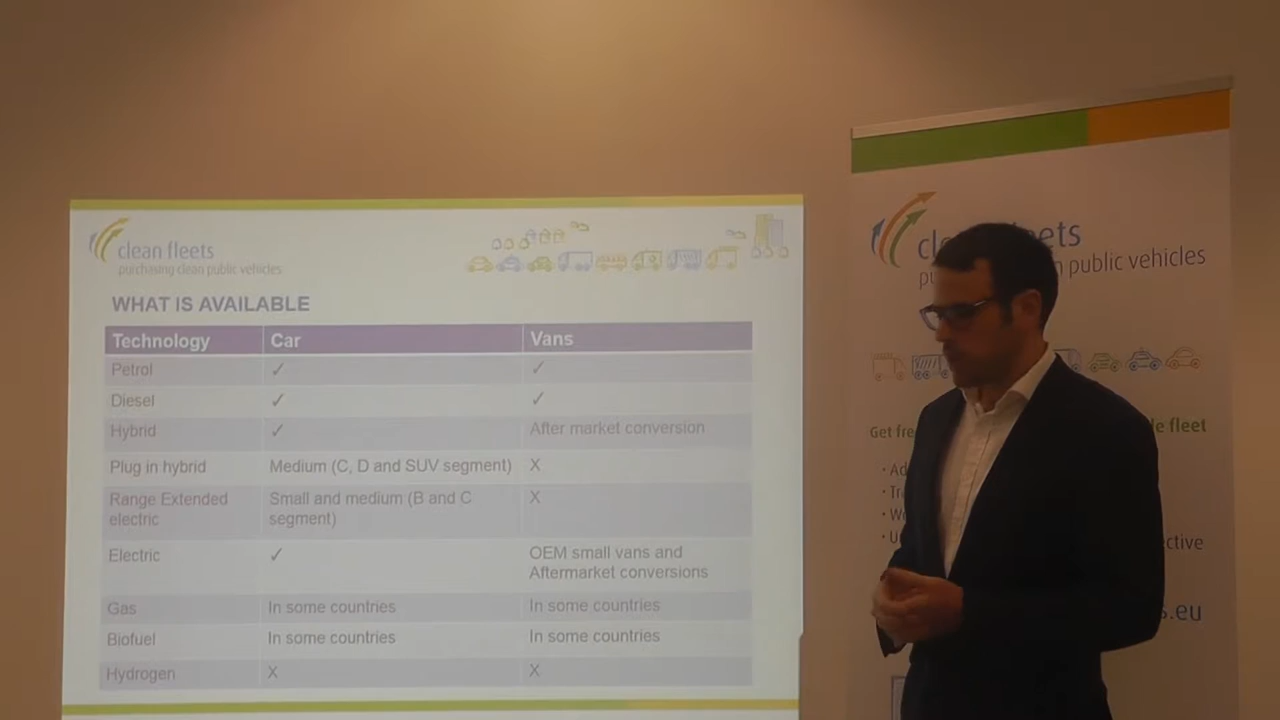 clean fleets
purchasing clean public vehicles
WHAT IS AVAILABLE
Technology Car Vans
Petrol ✓ ✓
Diesel ✓ ✓
Hybrid ✓ After market conversion
Plug in hybrid Medium (C, D and SUV segment) X
Range Extended electric Small and medium (B and C segment) X
Electric ✓ OEM small vans and Aftermarket conversions
Gas In some countries In some countries
Biofuel In some countries In some countries
Hydrogen X X
public vehicles
Get
fleet